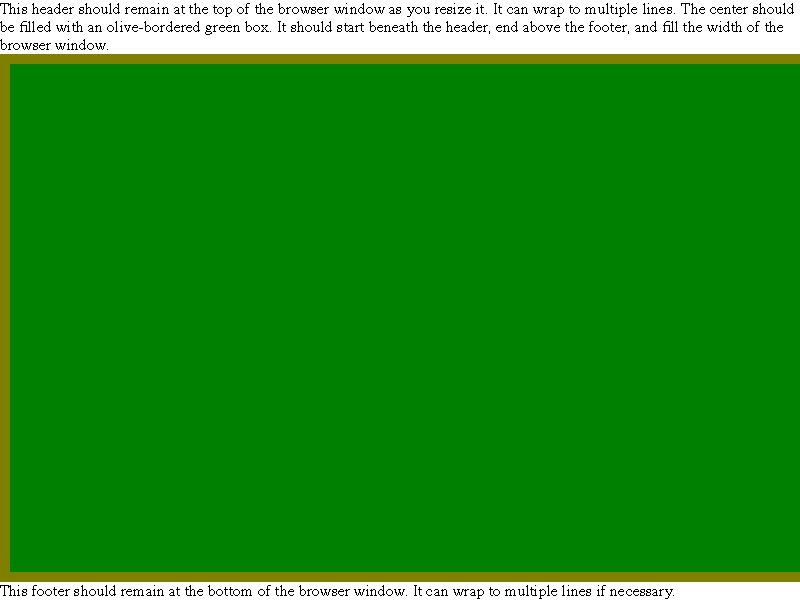 This header should remain at the top of the browser window as you resize it. It can wrap to multiple lines. The center should
be filled with an olive-bordered green box. It should start beneath the header, end above the footer, and fill the width of the
browser window.
This footer should remain at the bottom of the browser window. It can wrap to multiple lines if necessary.